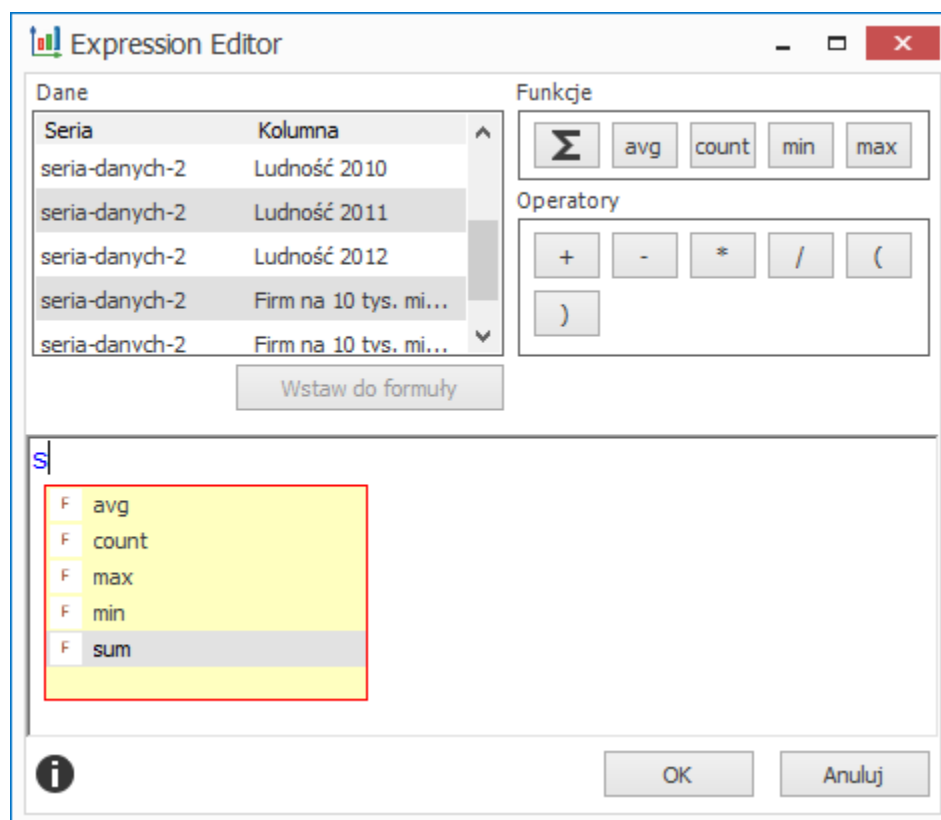 Expression Editor
Dane
Seria Kolumna
seria-danych-2 Ludność 2010
seria-danych-2 Ludność 2011
seria-danych-2 Ludność 2012
seria-danych-2 Firm na 10 tys. mi...
seria-danych-2 Firm na 10 tys. mi...
Wstaw do formuły
Funkcje
Σ avg count min max
Operatory
+ - * / (
)
s
F avg
F count
F max
F min
F sum
i
OK Anuluj